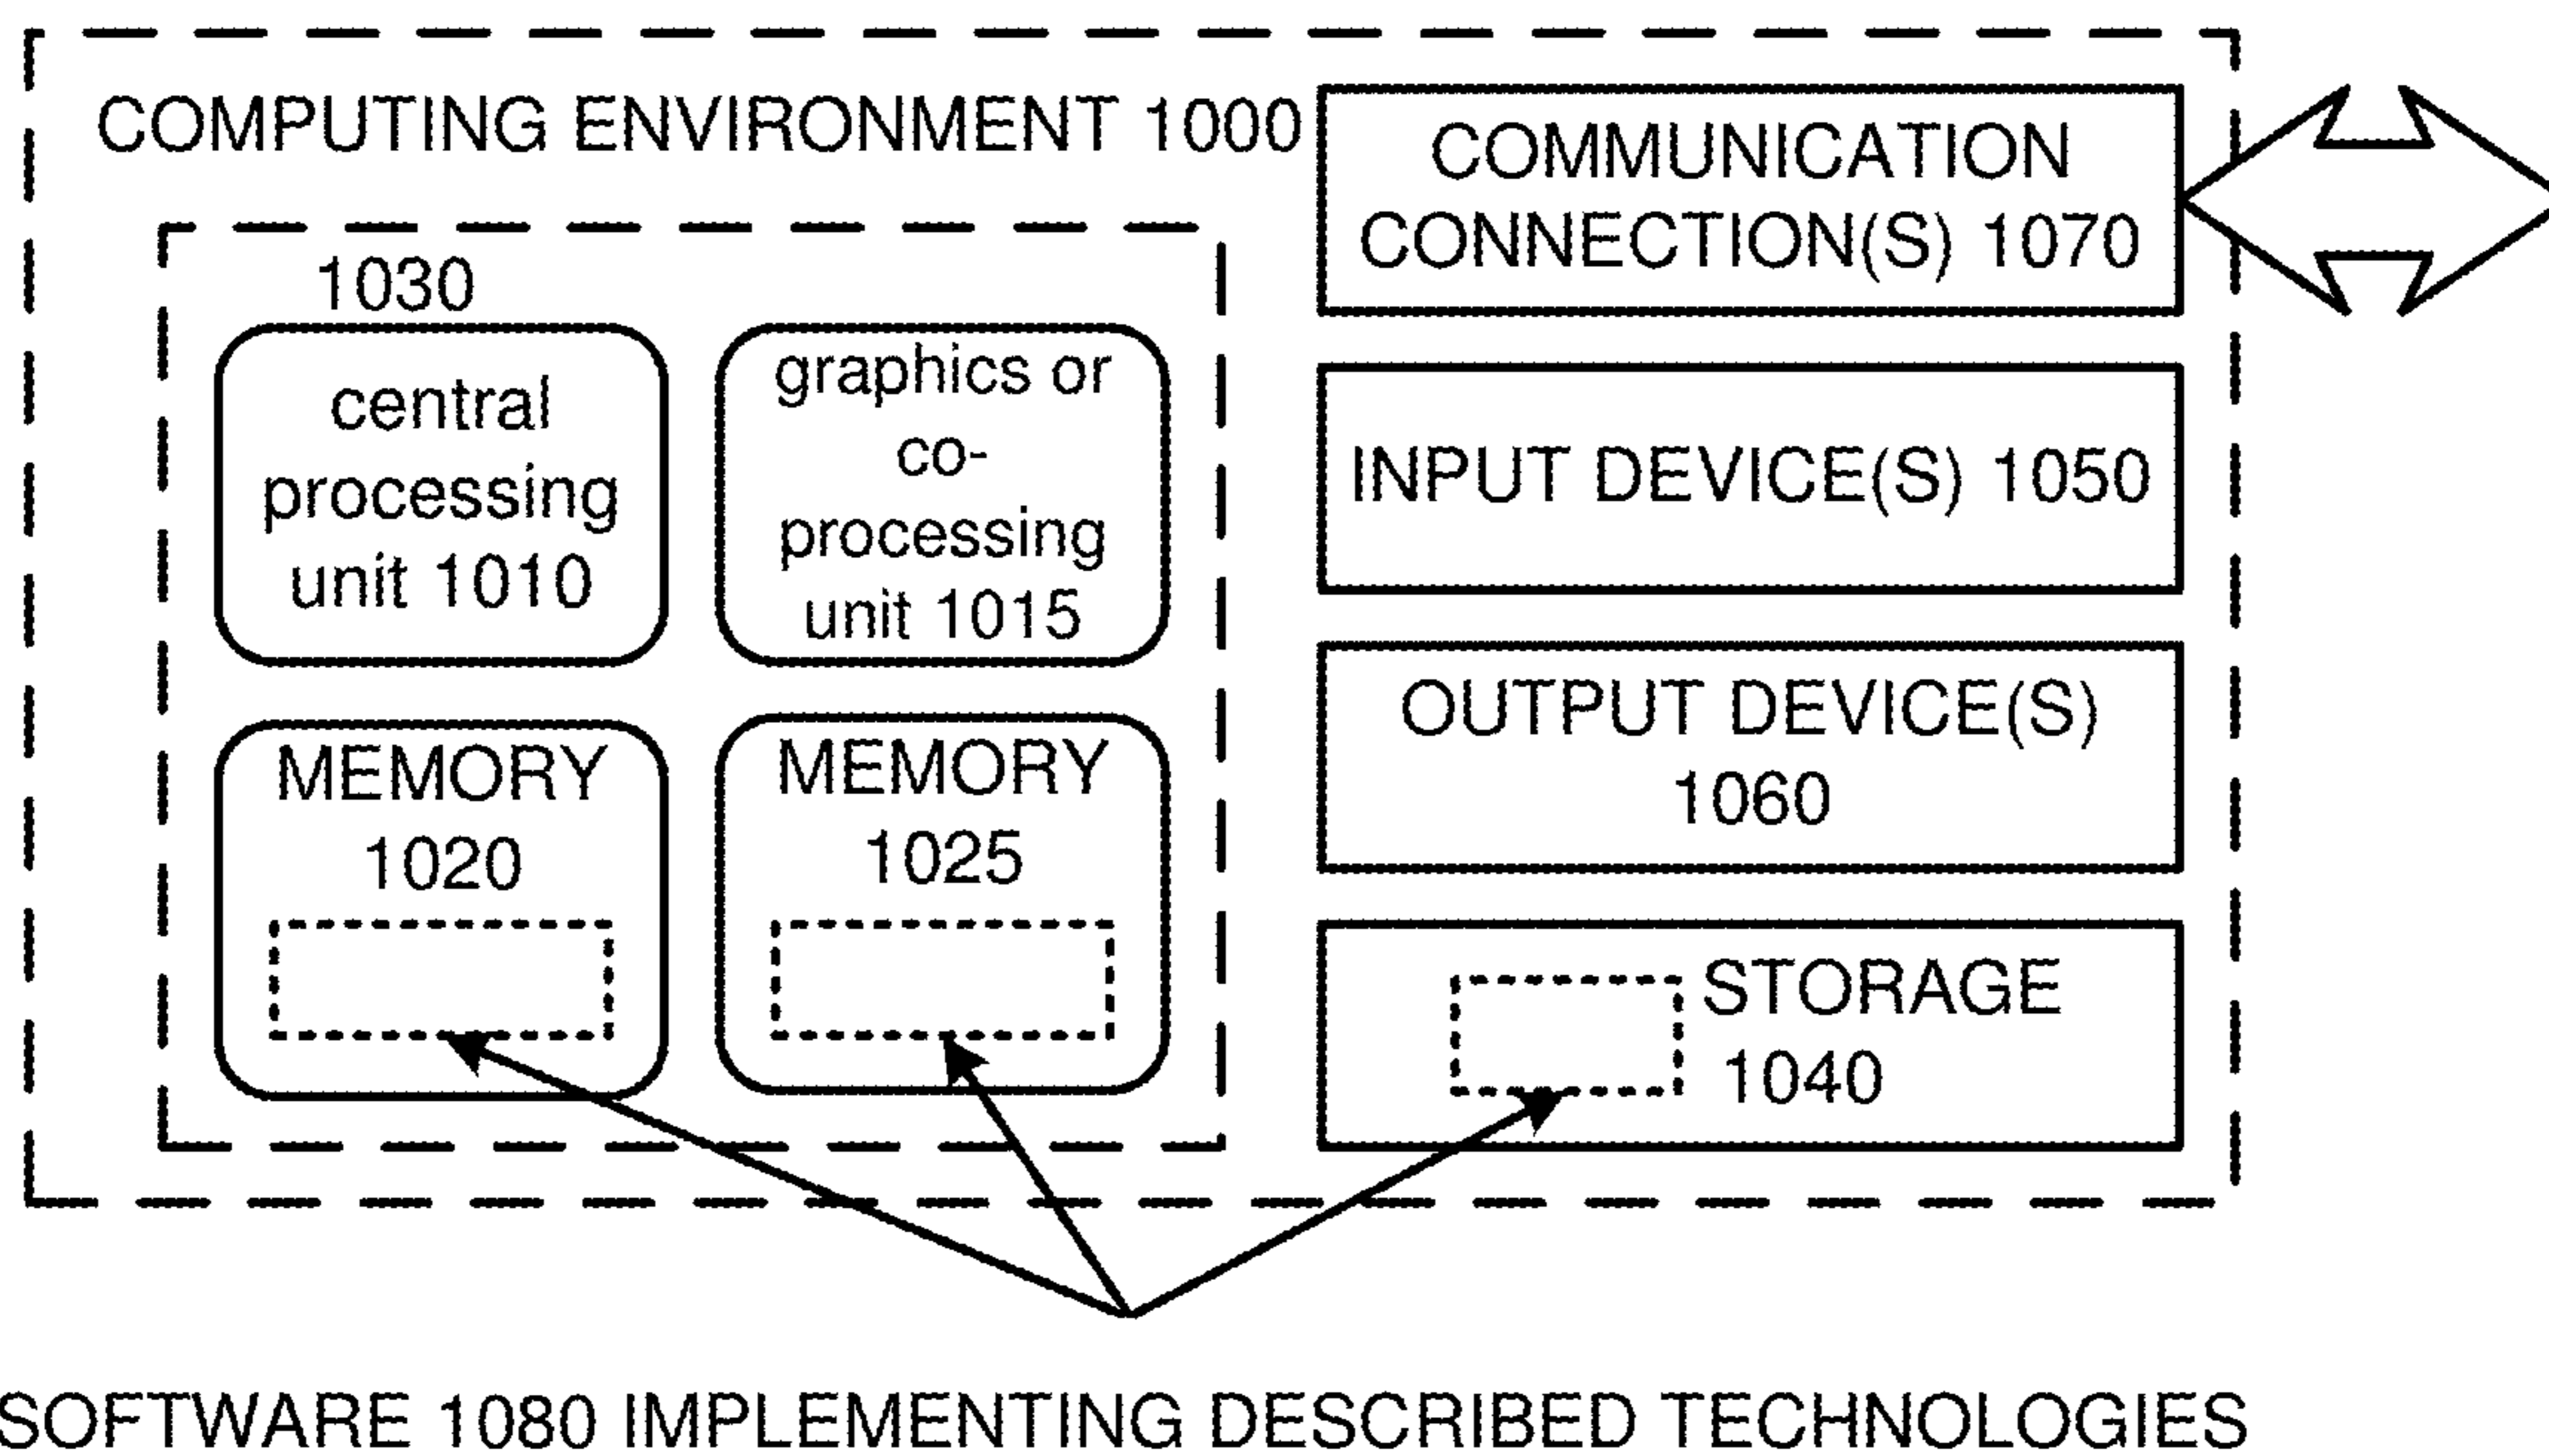 COMPUTING ENVIRONMENT 1000
1030
central
processing
unit 1010
graphics or
co-
processing
unit 1015
MEMORY
1020
MEMORY
1025
COMMUNICATION
CONNECTION(S) 1070
INPUT DEVICE(S) 1050
OUTPUT DEVICE(S)
1060
STORAGE
1040
SOFTWARE 1080 IMPLEMENTING DESCRIBED TECHNOLOGIES